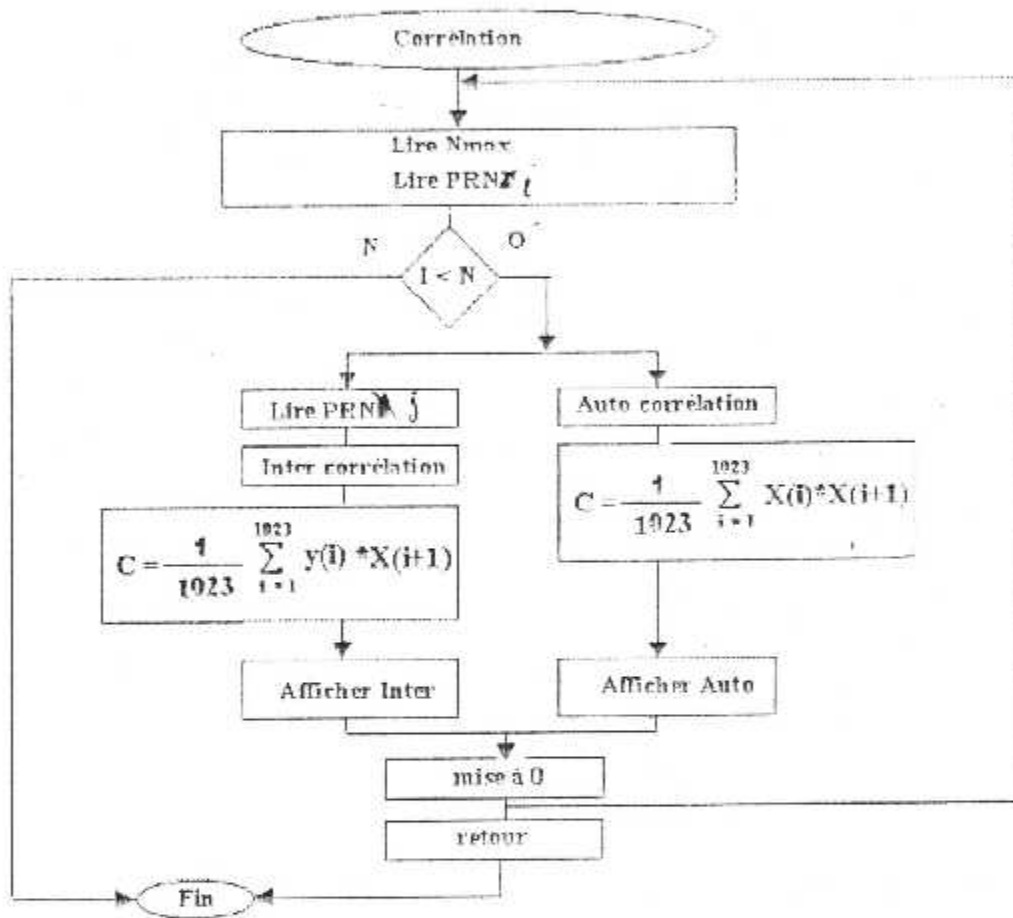 Corrélation
Lire Nmax
Lire PRN i
N
O
I < N
Lire PRN j
Auto corrélation
Inter corrélation
C = 1/1023 1023 ∑ i = 1 y(i) *X(i+1)
C = 1/1023 1023 ∑ i = 1 X(i)*X(i+1)
Afficher Inter
Afficher Auto
mise à 0
retour
Fin